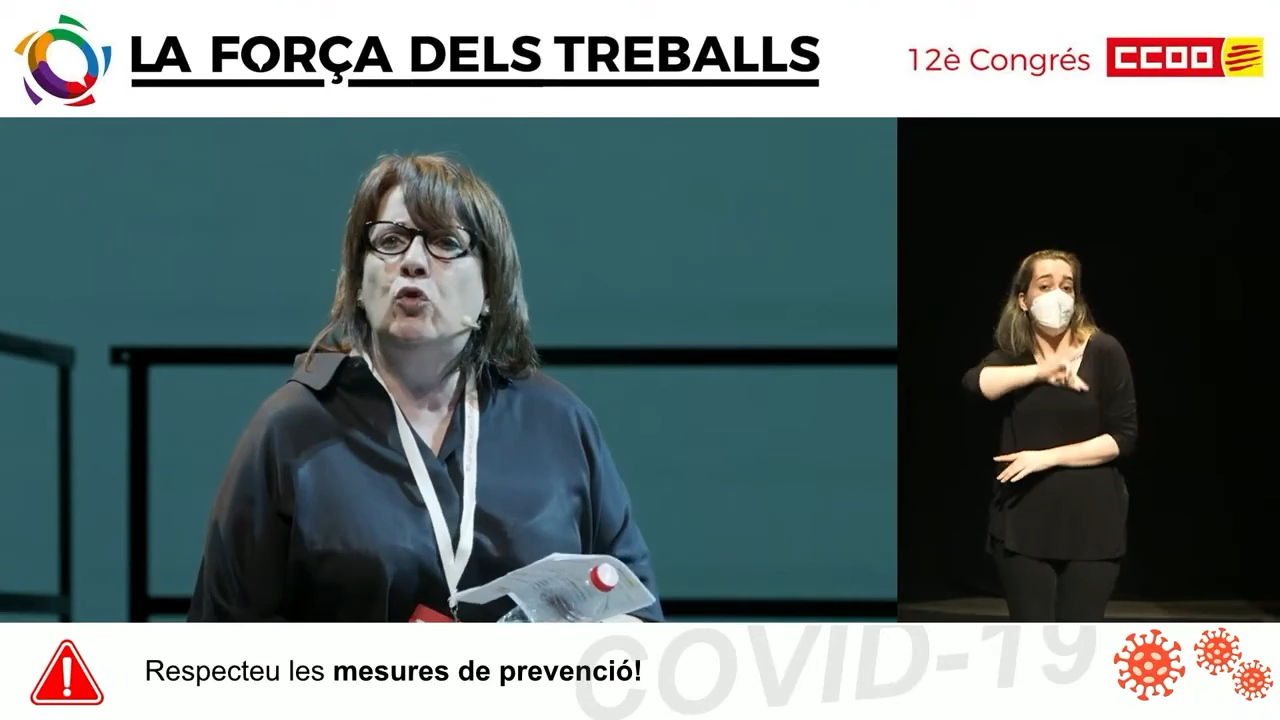 LA FORÇA DELS TREBALLS
12è Congrés CCOO
Respecteu les mesures de prevenció!
COVID-19